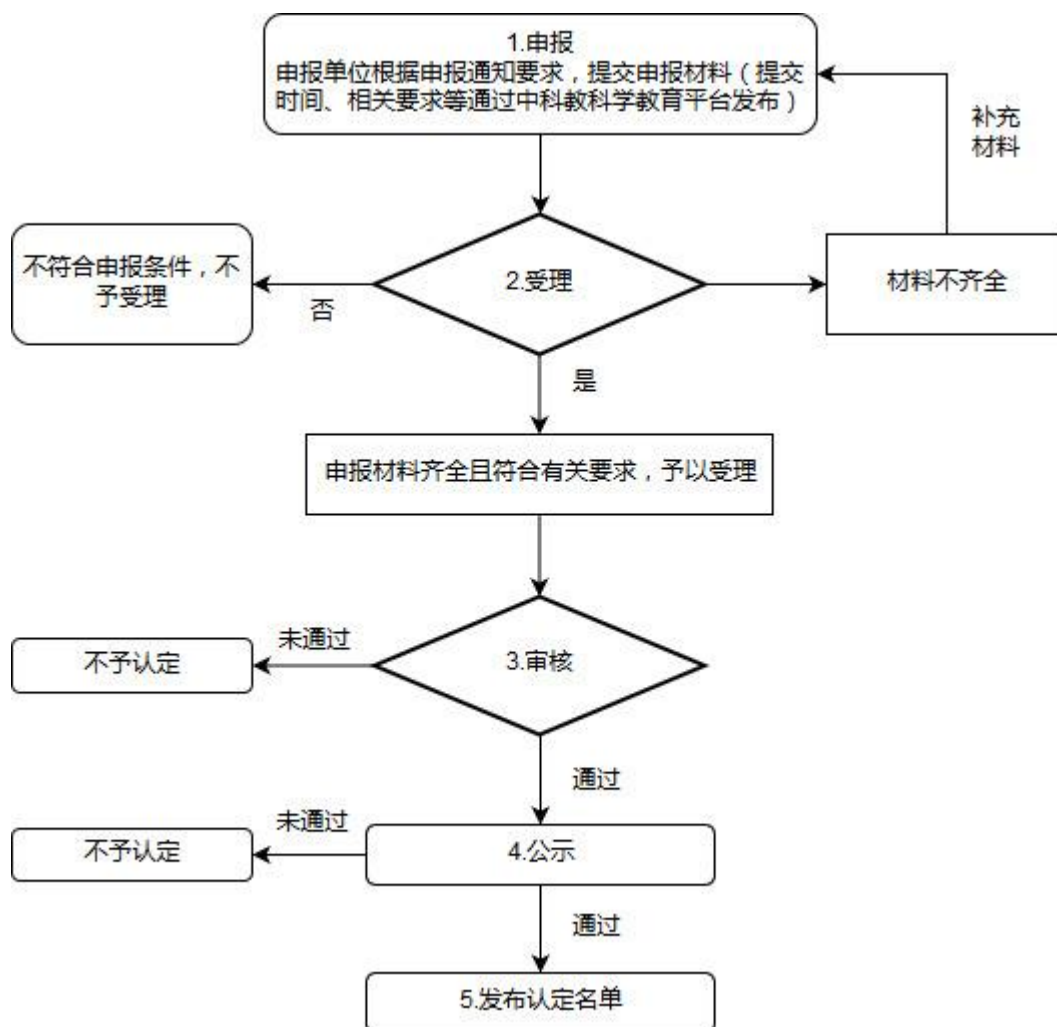 1.申报
申报单位根据申报通知要求，提交申报材料（提交
时间、相关要求等通过中科教科学教育平台发布）
补充
材料
不符合申报条件，不
予受理
否
2.受理
材料不齐全
是
申报材料齐全且符合有关要求，予以受理
未通过
不予认定
3.审核
通过
未通过
不予认定
4.公示
通过
5.发布认定名单